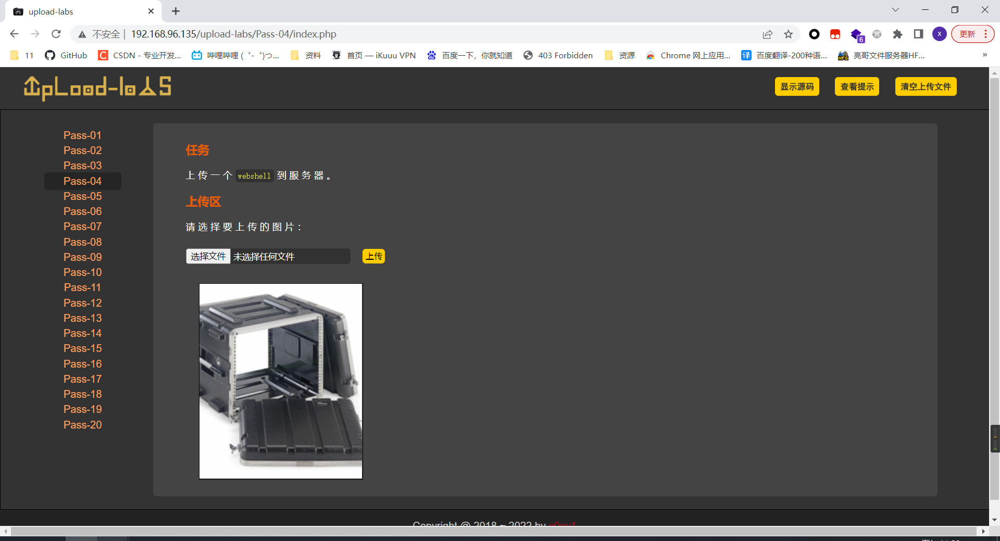 upload-labs
不安全 | 192.168.96.135/upload-labs/Pass-04/index.php
6
x
更新
11
GitHub
CSDN - 专业开发...
哔哩哔哩 ( ゜- ゜)つ...
资料
首页 — iKuuu VPN
百度一下，你就知道
403 Forbidden
资源
Chrome 网上应用...
译 百度翻译-200种语...
HFS 亮哥文件服务器HF...
»
UpLoad-labS
显示源码
查看提示
清空上传文件
Pass-01
Pass-02
Pass-03
Pass-04
Pass-05
Pass-06
Pass-07
Pass-08
Pass-09
Pass-10
Pass-11
Pass-12
Pass-13
Pass-14
Pass-15
Pass-16
Pass-17
Pass-18
Pass-19
Pass-20
任务
上传一个 webshell 到服务器。
上传区
请选择要上传的图片：
选择文件 未选择任何文件 上传
Copyright @ 2018 ~ 2022 by c0ny1